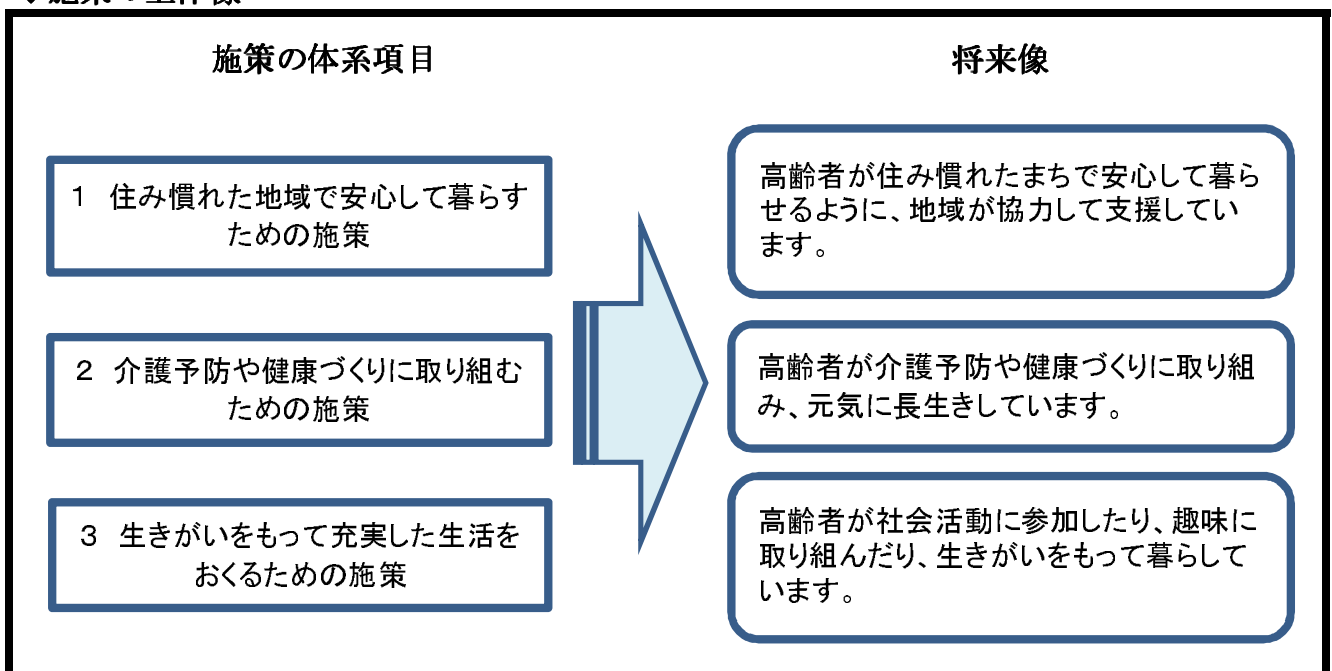 施策の体系項目
将来像
1 住み慣れた地域で安心して暮らす
ための施策
2 介護予防や健康づくりに取り組む
ための施策
3 生きがいをもって充実した生活を
おくるための施策
高齢者が住み慣れたまちで安心して暮ら
せるように、地域が協力して支援してい
ます。
高齢者が介護予防や健康づくりに取り組
み、元気に長生きしています。
高齢者が社会活動に参加したり、趣味に
取り組んだり、生きがいをもって暮らして
います。